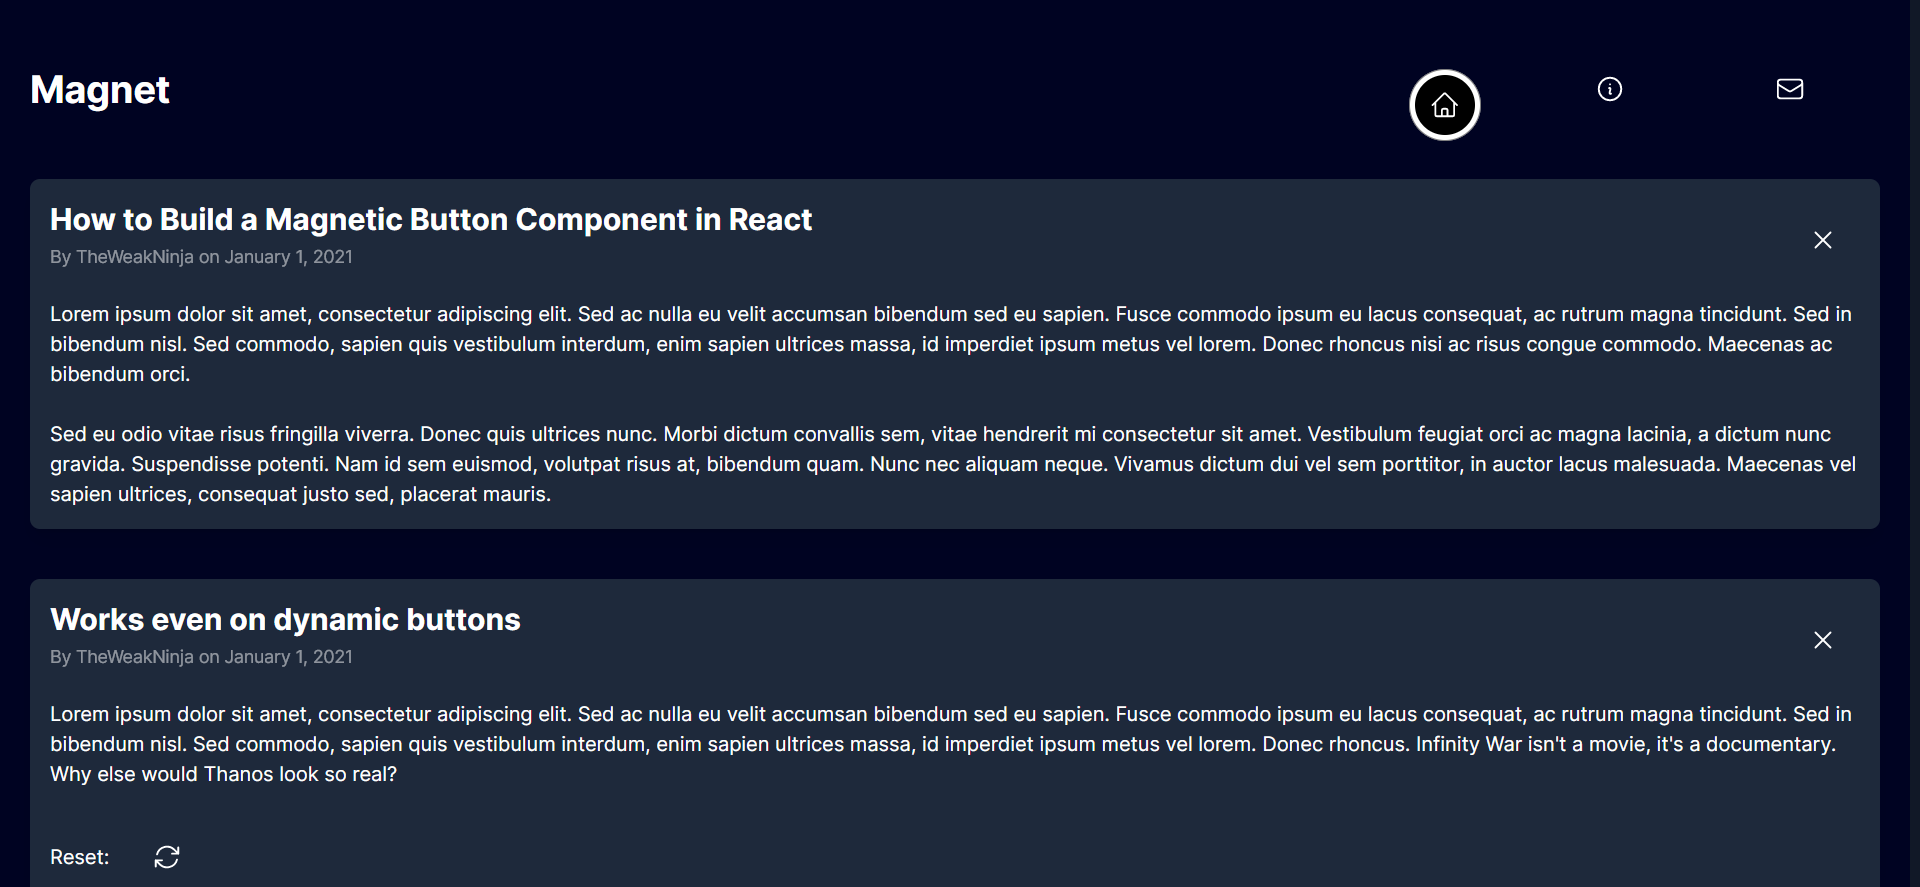 Magnet
How to Build a Magnetic Button Component in React
By TheWeakNinja on January 1, 2021
Lorem ipsum dolor sit amet, consectetur adipiscing elit. Sed ac nulla eu velit accumsan bibendum sed eu sapien. Fusce commodo ipsum eu lacus consequat, ac rutrum magna tincidunt. Sed in
bibendum nisl. Sed commodo, sapien quis vestibulum interdum, enim sapien ultrices massa, id imperdiet ipsum metus vel lorem. Donec rhoncus nisi ac risus congue commodo. Maecenas ac
bibendum orci.
Sed eu odio vitae risus fringilla viverra. Donec quis ultrices nunc. Morbi dictum convallis sem, vitae hendrerit mi consectetur sit amet. Vestibulum feugiat orci ac magna lacinia, a dictum nunc
gravida. Suspendisse potenti. Nam id sem euismod, volutpat risus at, bibendum quam. Nunc nec aliquam neque. Vivamus dictum dui vel sem porttitor, in auctor lacus malesuada. Maecenas vel
sapien ultrices, consequat justo sed, placerat mauris.
Works even on dynamic buttons
By TheWeakNinja on January 1, 2021
Lorem ipsum dolor sit amet, consectetur adipiscing elit. Sed ac nulla eu velit accumsan bibendum sed eu sapien. Fusce commodo ipsum eu lacus consequat, ac rutrum magna tincidunt. Sed in
bibendum nisl. Sed commodo, sapien quis vestibulum interdum, enim sapien ultrices massa, id imperdiet ipsum metus vel lorem. Donec rhoncus. Infinity War isn't a movie, it's a documentary.
Why else would Thanos look so real?
Reset: